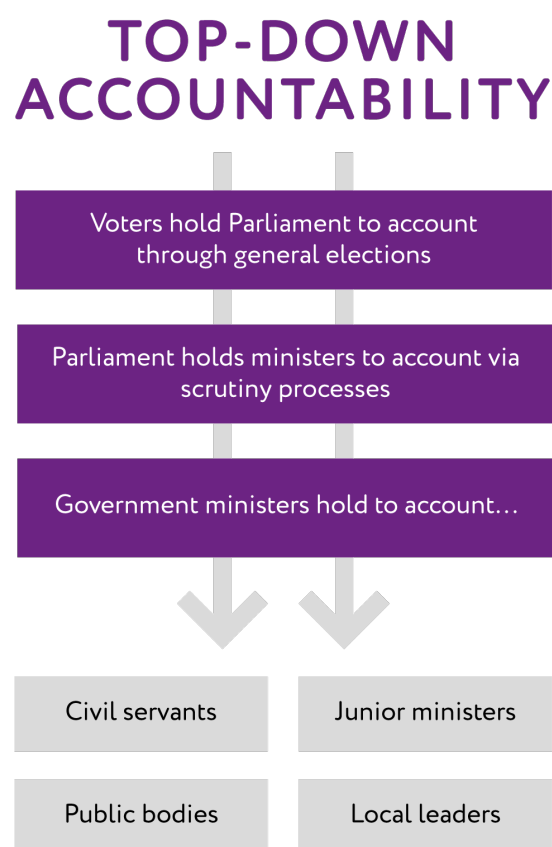 TOP-DOWN
ACCOUNTABILITY
Voters hold Parliament to account
through general elections
Parliament holds ministers to account via
scrutiny processes
Government ministers hold to account...
Civil servants
Junior ministers
Public bodies
Local leaders